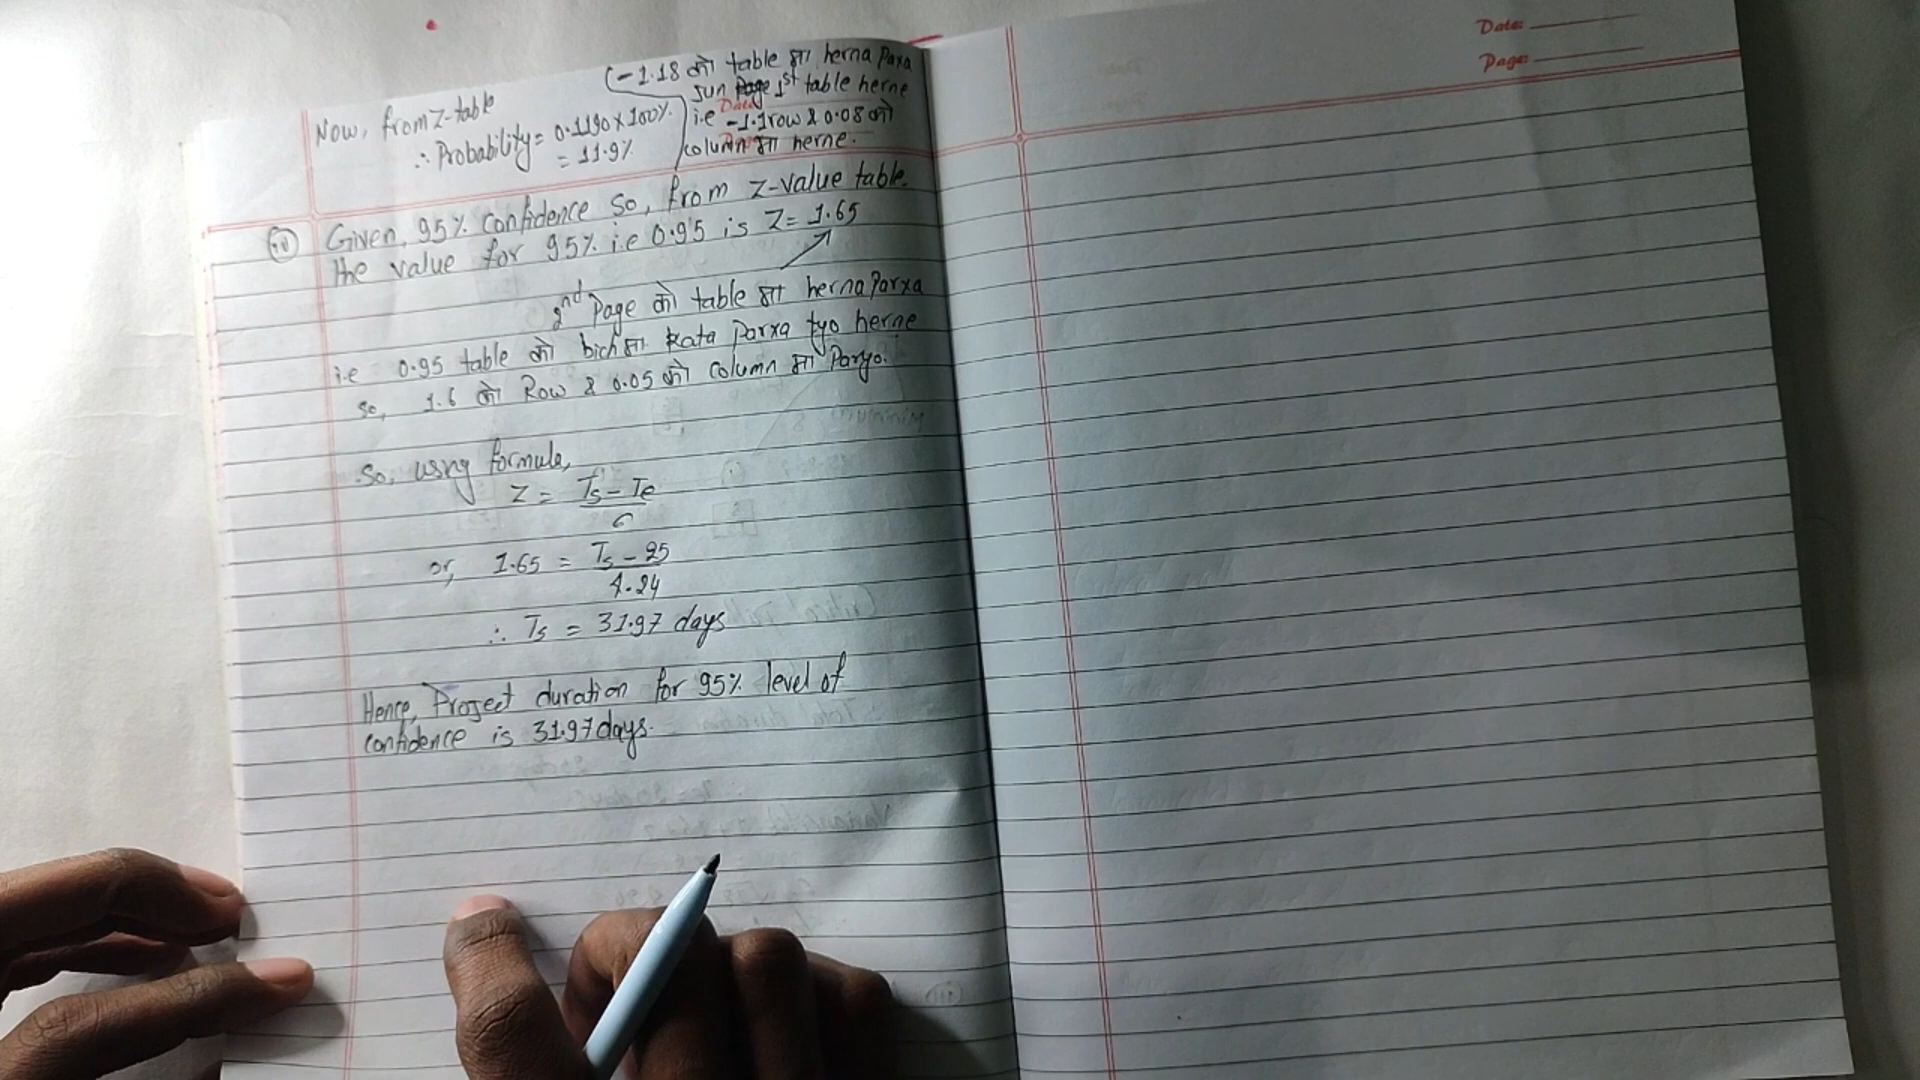 Date:
Page:
(-1.18 को table मा herna Parxa
sun Page 1st table herne
i.e -1.1 row & 0.08 को
column मा herne.
Now, from z-table
∴ Probability = 0.1190 × 100%
= 11.9%
Given, 95% confidence so, from z-value table.
the value for 95% i.e 0.95 is Z = 1.65
2nd Page को table मा herna Parxa
i.e 0.95 table को bich मा kata parxa tyo herne
so, 1.6 को Row & 0.05 को column मा Paryo.
So, using formula,
Z = Ts - Te
σ
or, 1.65 = Ts - 25
4.24
∴ Ts = 31.97 days
Hence, Project duration for 95% level of
confidence is 31.97 days.